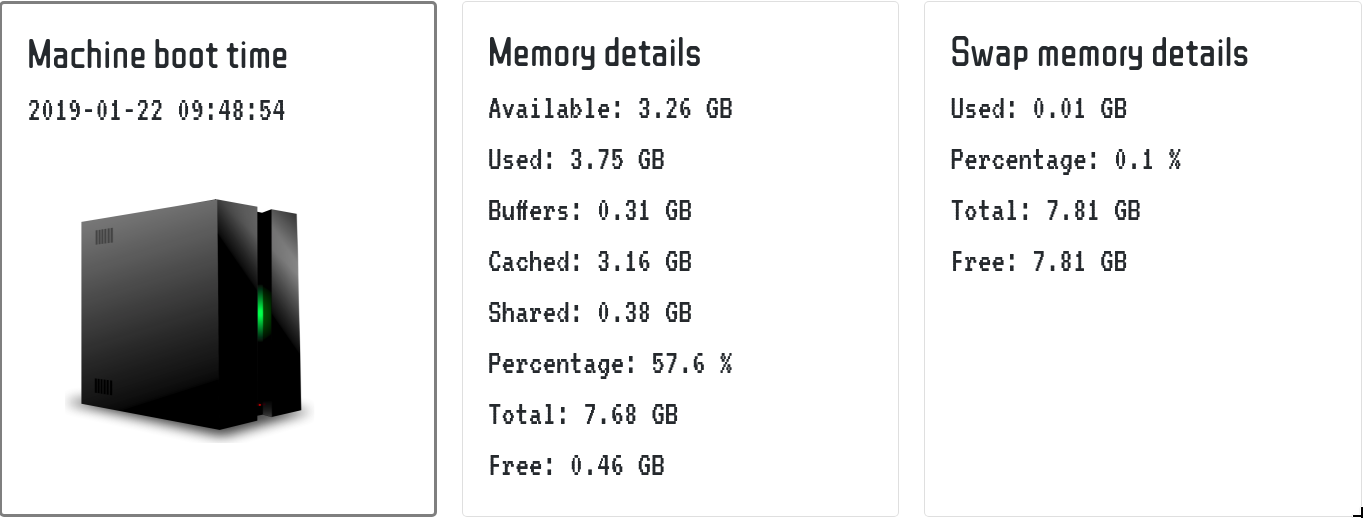 Machine boot time
2019-01-22 09:48:54
Memory details
Available: 3.26 GB
Used: 3.75 GB
Buffers: 0.31 GB
Cached: 3.16 GB
Shared: 0.38 GB
Percentage: 57.6 %
Total: 7.68 GB
Free: 0.46 GB
Swap memory details
Used: 0.01 GB
Percentage: 0.1 %
Total: 7.81 GB
Free: 7.81 GB